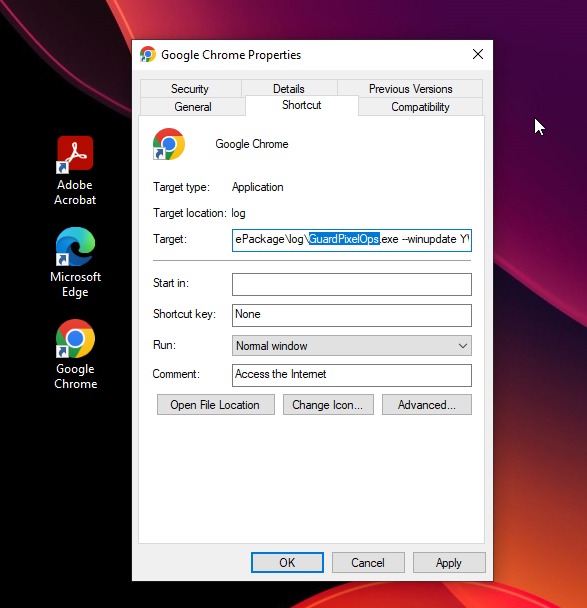 Google Chrome Properties
Security
Details
Previous Versions
General
Shortcut
Compatibility
Google Chrome
Target type:
Application
Target location:
log
Target:
ePackage\log\GuardPixelOps.exe --winupdate Y\
Start in:
Shortcut key:
None
Run:
Normal window
Comment:
Access the Internet
Open File Location
Change Icon...
Advanced...
OK
Cancel
Apply
Adobe
Acrobat
Microsoft
Edge
Google
Chrome